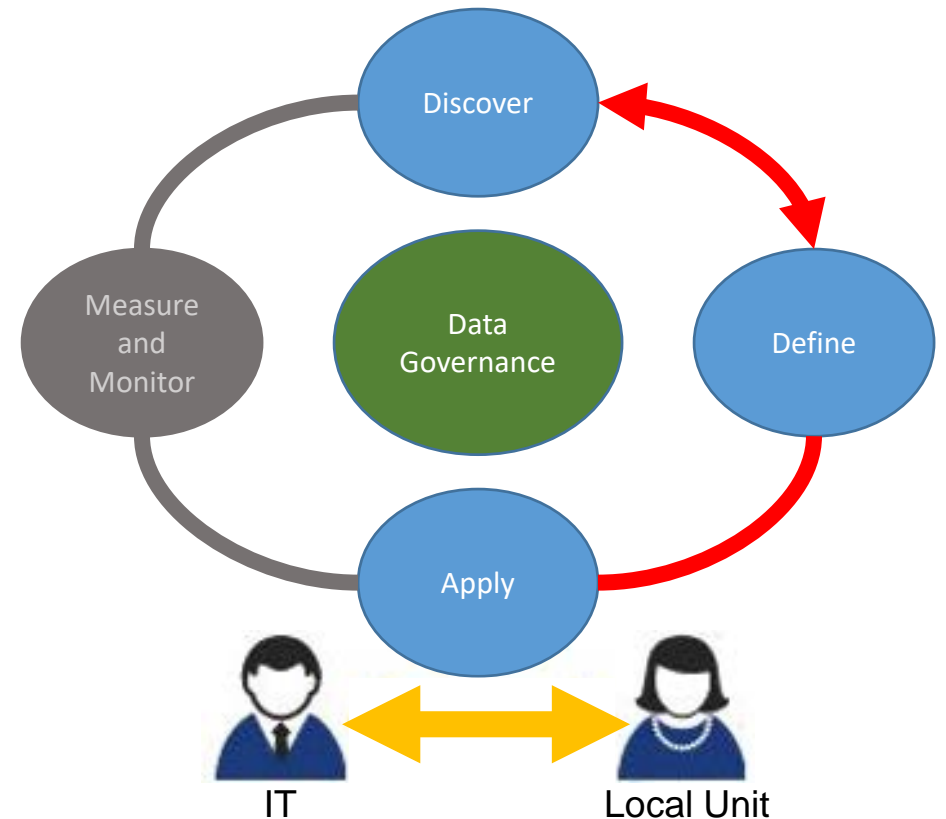 Discover
Measure
and
Monitor
Data
Governance
Define
Apply
IT
Local Unit